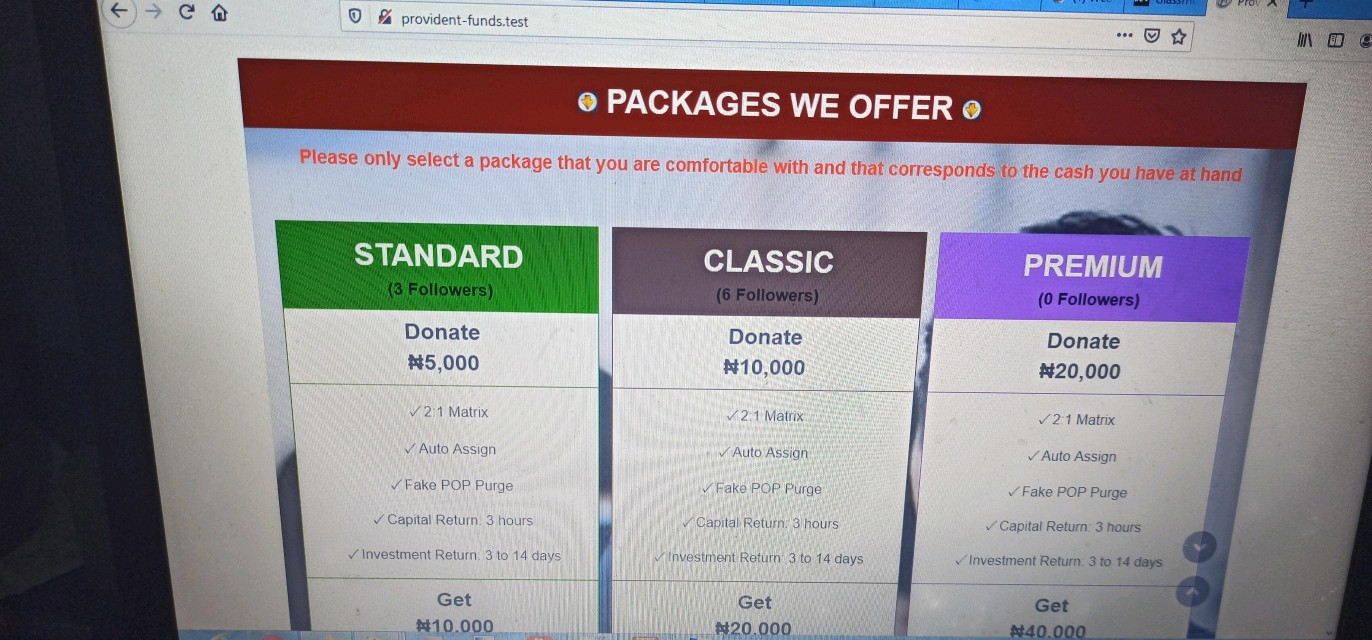 provident-funds.test
PACKAGES WE OFFER
Please only select a package that you are comfortable with and that corresponds to the cash you have at hand
STANDARD
(3 Followers)
Donate
₦5,000
✓ 2:1 Matrix
✓ Auto Assign
✓ Fake POP Purge
✓ Capital Return: 3 hours
✓ Investment Return: 3 to 14 days
Get
₦10,000
CLASSIC
(6 Followers)
Donate
₦10,000
✓ 2:1 Matrix
✓ Auto Assign
✓ Fake POP Purge
✓ Capital Return: 3 hours
✓ Investment Return: 3 to 14 days
Get
₦20,000
PREMIUM
(0 Followers)
Donate
₦20,000
✓ 2:1 Matrix
✓ Auto Assign
✓ Fake POP Purge
✓ Capital Return: 3 hours
✓ Investment Return: 3 to 14 days
Get
₦40,000